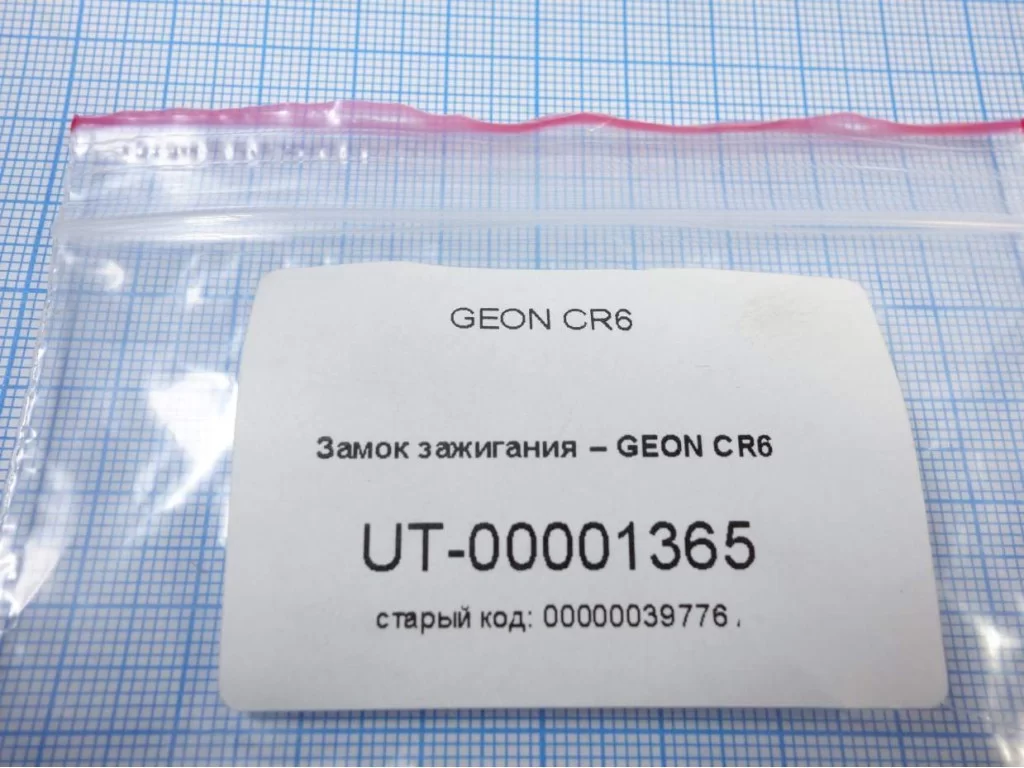 GEON CR6
Замок зажигания – GEON CR6
UT-00001365
старый код: 00000039776 .